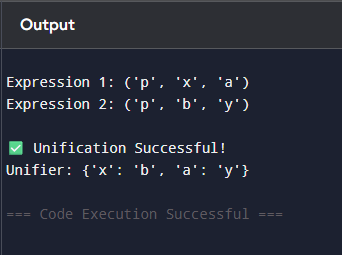 Output
Expression 1: ('p', 'x', 'a')
Expression 2: ('p', 'b', 'y')
✅ Unification Successful!
Unifier: {'x': 'b', 'a': 'y'}
=== Code Execution Successful ===